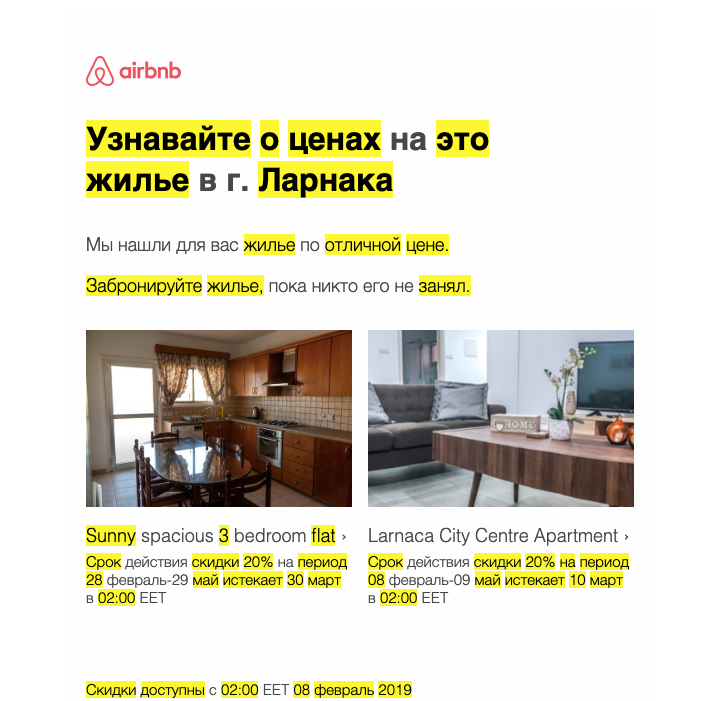 airbnb
Узнавайте о ценах на это
жилье в г. Ларнака
Мы нашли для вас жилье по отличной цене.
Забронируйте жилье, пока никто его не занял.
HOME
Sunny spacious 3 bedroom flat ›
Срок действия скидки 20% на период
28 февраль-29 май истекает 30 март
в 02:00 EET
Larnaca City Centre Apartment ›
Срок действия скидки 20% на период
08 февраль-09 май истекает 10 март
в 02:00 EET
Скидки доступны с 02:00 EET 08 февраль 2019